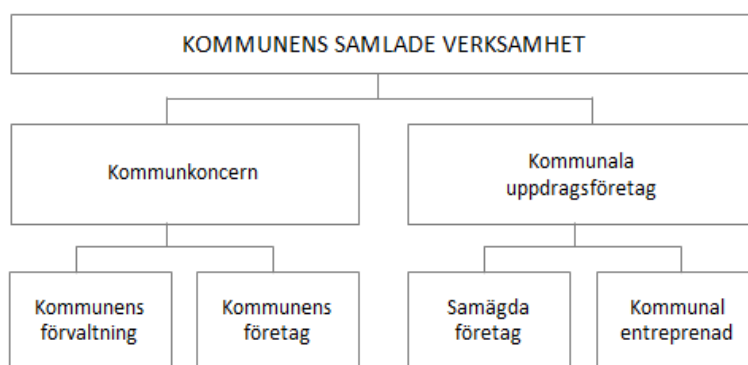 KOMMUNENS SAMLADE VERKSAMHET
Kommunkoncern
Kommunala
uppdragsföretag
Kommunens
förvaltning
Kommunens
företag
Samägda
företag
Kommunal
entreprenad